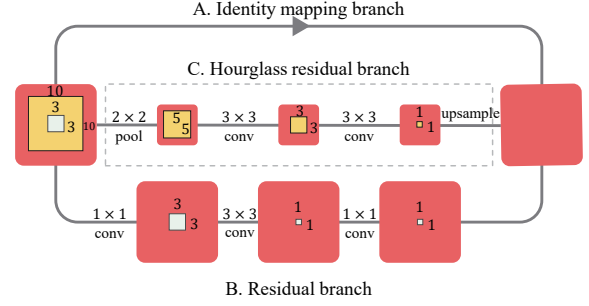 A. Identity mapping branch
C. Hourglass residual branch
10
3
3
10
2 × 2
pool
5
5
3 × 3
conv
3
3
3 × 3
conv
1
1
upsample
1 × 1
conv
3
3
3 × 3
conv
1
1
1 × 1
conv
1
1
B. Residual branch